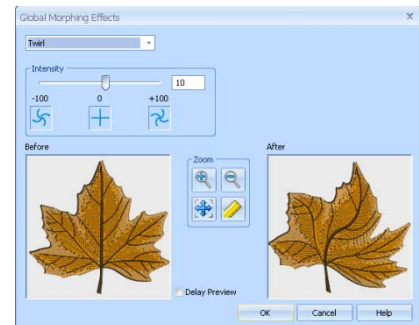 Global Morphing Effects
Twirl
Intensity
10
-100 0 +100
Before
Zoom
After
Delay Preview
OK Cancel Help